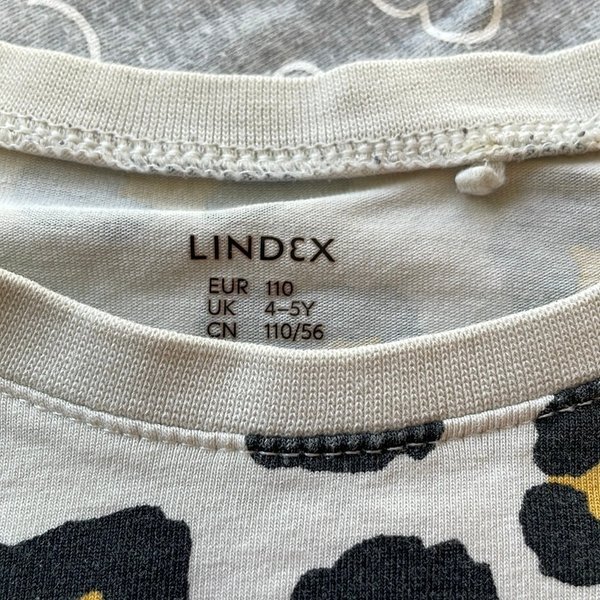 LINDEX
EUR 110
UK 4–5Y
CN 110/56